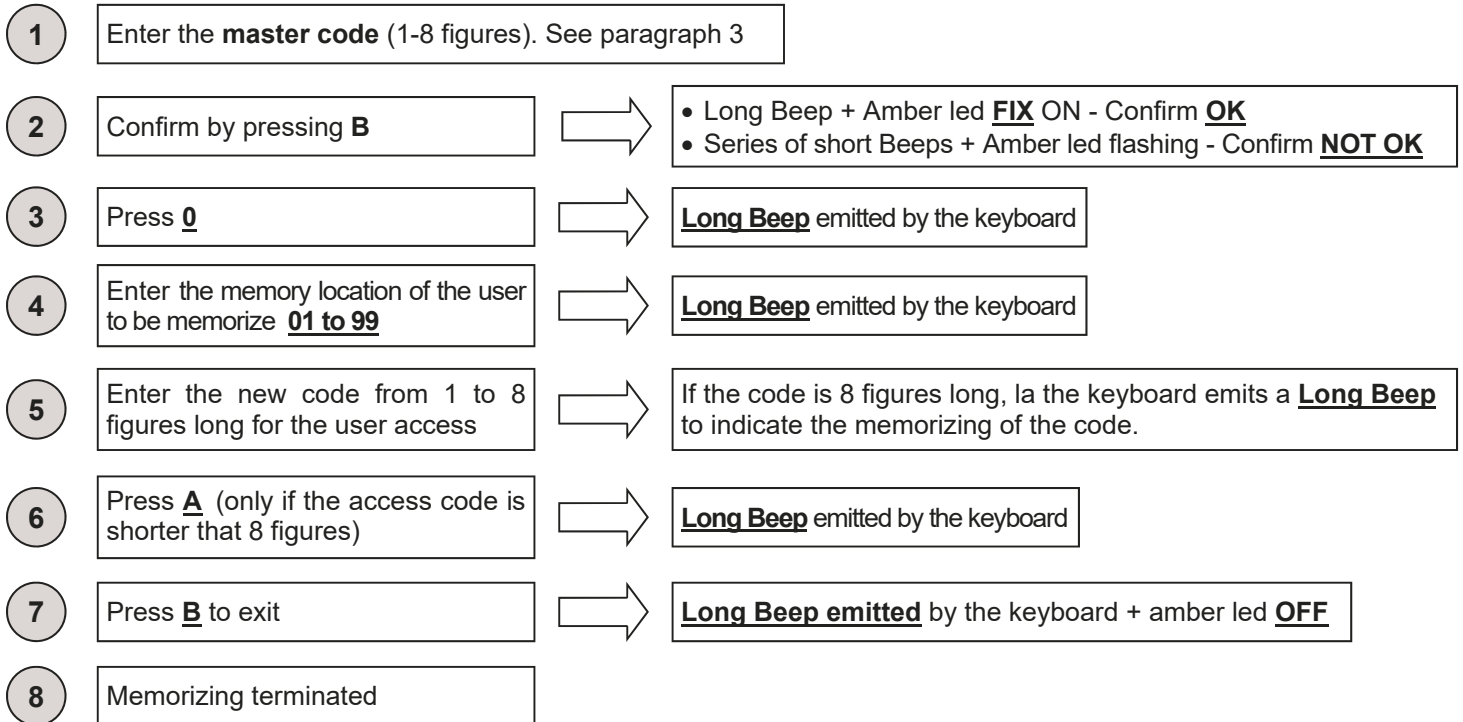 1
Enter the master code (1-8 figures). See paragraph 3
2
Confirm by pressing B
• Long Beep + Amber led FIX ON - Confirm OK
• Series of short Beeps + Amber led flashing - Confirm NOT OK
3
Press 0
Long Beep emitted by the keyboard
4
Enter the memory location of the user
to be memorize 01 to 99
Long Beep emitted by the keyboard
5
Enter the new code from 1 to 8
figures long for the user access
If the code is 8 figures long, la the keyboard emits a Long Beep
to indicate the memorizing of the code.
6
Press A (only if the access code is
shorter that 8 figures)
Long Beep emitted by the keyboard
7
Press B to exit
Long Beep emitted by the keyboard + amber led OFF
8
Memorizing terminated